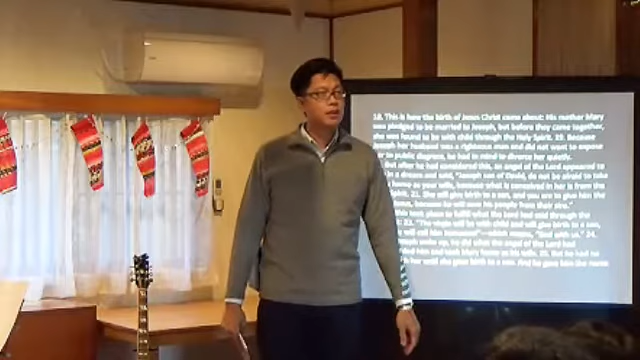 18. This is how the birth of Jesus Christ came about: His mother Mary
was pledged to be married to Joseph, but before they came together,
she was found to be with child through the Holy Spirit. 19. Because
Joseph her husband was a righteous man and did not want to expose
her to public disgrace, he had in mind to divorce her quietly.
But after he had considered this, an angel of the Lord appeared to
in a dream and said, "Joseph son of David, do not be afraid to take
home as your wife, because what is conceived in her is from the
Spirit. 21. She will give birth to a son, and you are to give him the
because he will save his people from their sins."
this took place to fulfill what the Lord had said through the
"The virgin will be with child and will give birth to a son,
will call him "God with us." 24.
woke up, he did what the angel of the Lord had
him and took Mary home as his wife. 25. But he had no
with her until she gave birth to a son. And he gave him the name